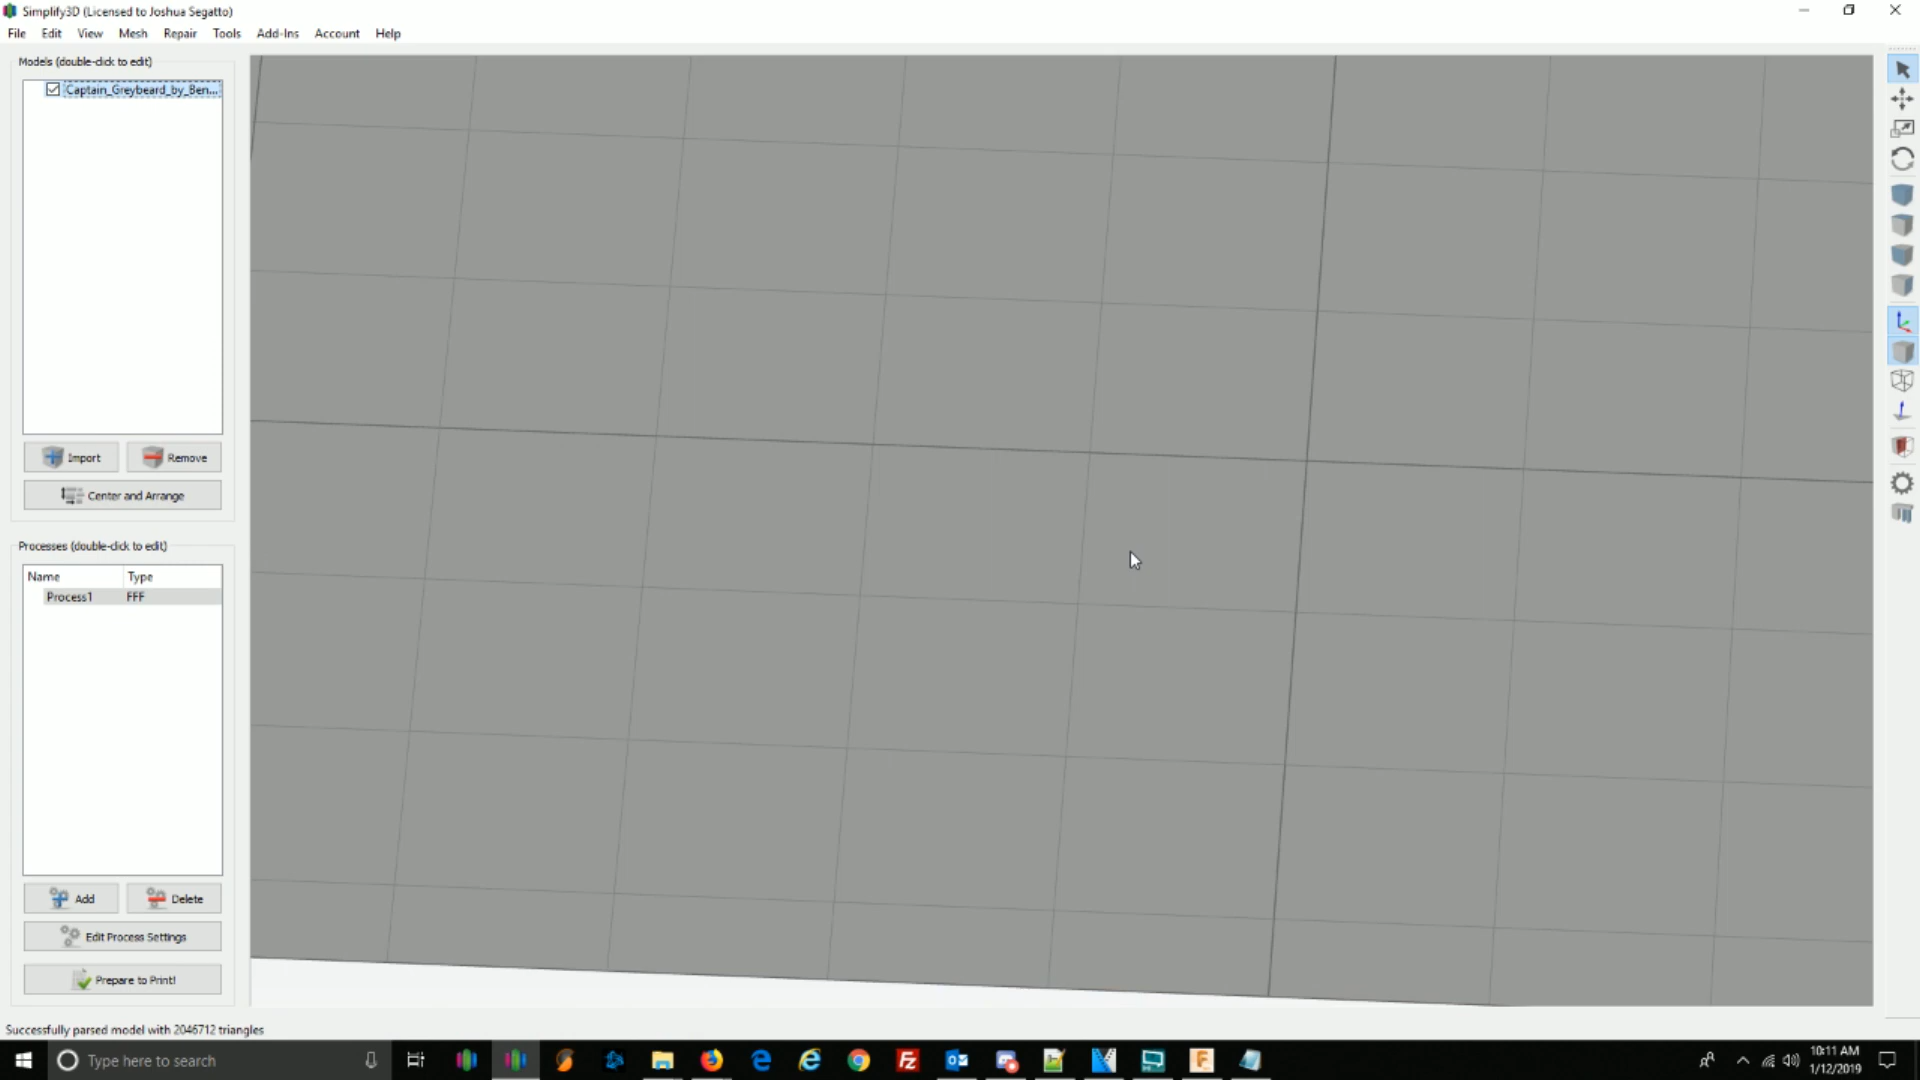 Simplify3D (Licensed to Joshua Segatto)
File Edit View Mesh Repair Tools Add-Ins Account Help
Models (double-click to edit)
Captain_Greybeard_by_Ben...
Import Remove
Center and Arrange
Processes (double-click to edit)
Name Type
Process1 FFF
Add Delete
Edit Process Settings
Prepare to Print!
Successfully parsed model with 2046712 triangles
Type here to search
10:11 AM
1/12/2019